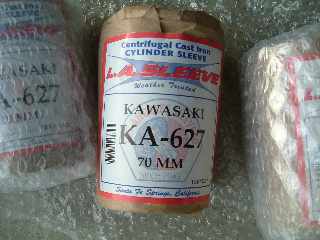 Centrifugal Cast Iron
CYLINDER SLEEVE
L.A. SLEEVE
Weather Treated
KAWASAKI
KA-627
70 MM
Santa Fe Springs, California
A-627
KA-6